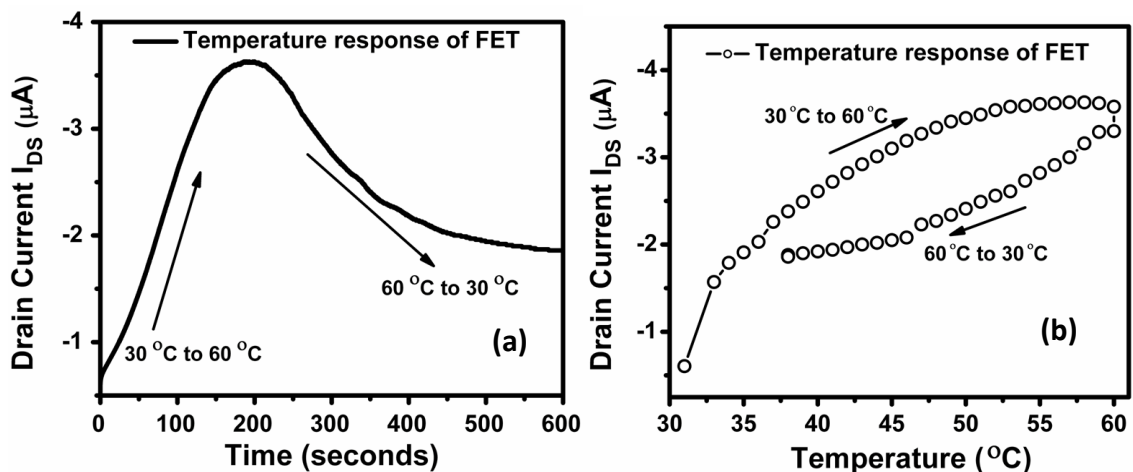 Temperature response of FET
-4
-3
-2
-1
Drain Current I_DS (μA)
30 °C to 60 °C
60 °C to 30 °C
(a)
0 100 200 300 400 500 600
Time (seconds)
Temperature response of FET
-4
-3
-2
-1
Drain Current I_DS (μA)
30 °C to 60 °C
60 °C to 30 °C
(b)
30 35 40 45 50 55 60
Temperature (°C)